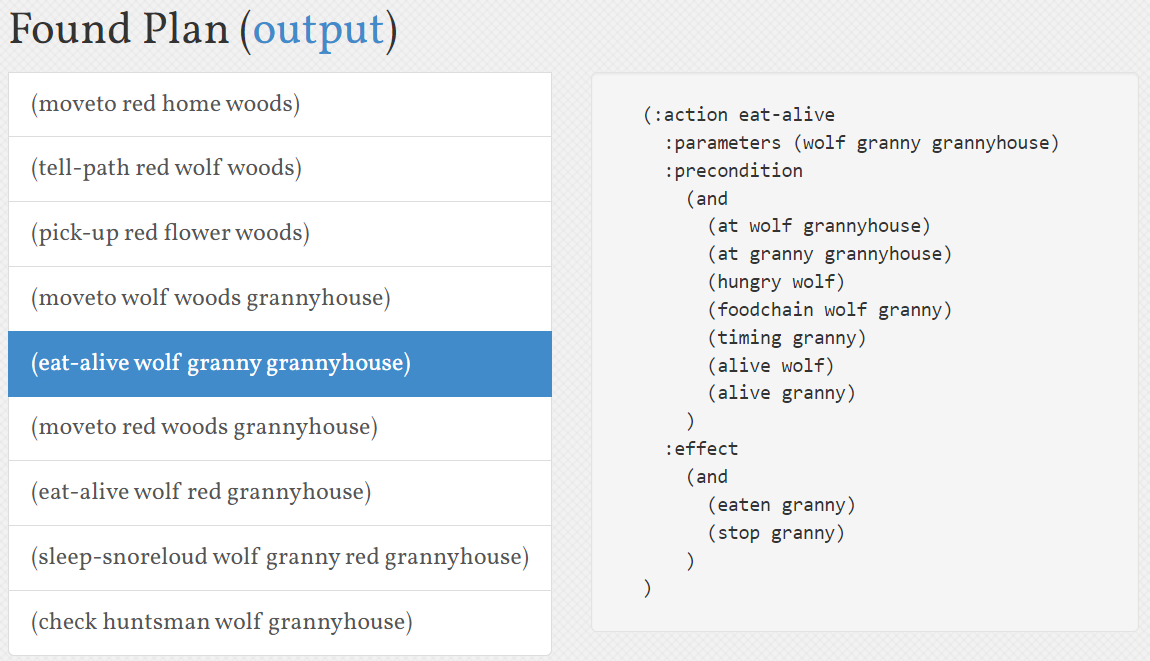 Found Plan (output)
(moveto red home woods)
(tell-path red wolf woods)
(pick-up red flower woods)
(moveto wolf woods grannyhouse)
(eat-alive wolf granny grannyhouse)
(moveto red woods grannyhouse)
(eat-alive wolf red grannyhouse)
(sleep-snoreloud wolf granny red grannyhouse)
(check huntsman wolf grannyhouse)
(:action eat-alive
:parameters (wolf granny grannyhouse)
:precondition
(and
(at wolf grannyhouse)
(at granny grannyhouse)
(hungry wolf)
(foodchain wolf granny)
(timing granny)
(alive wolf)
(alive granny)
)
:effect
(and
(eaten granny)
(stop granny)
)
)